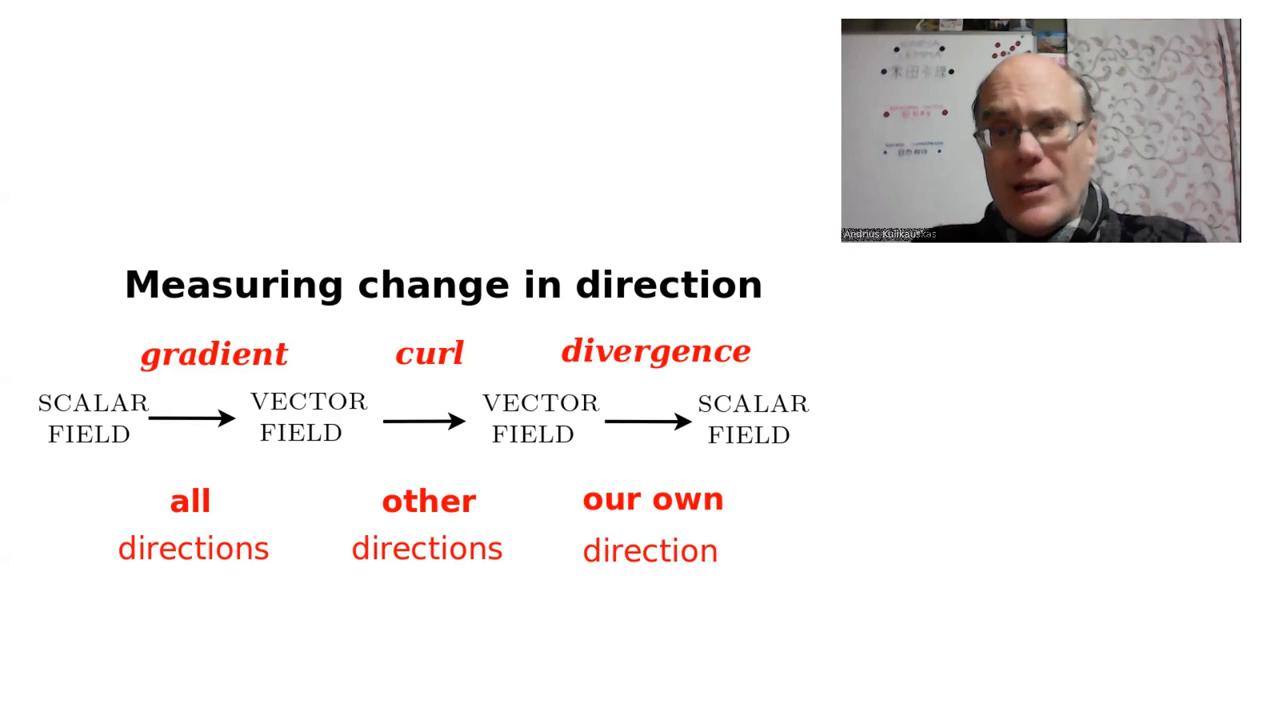 Andrius Kulikauskas
Measuring change in direction
gradient curl divergence
SCALAR VECTOR VECTOR SCALAR
FIELD FIELD FIELD FIELD
all other our own
directions directions direction